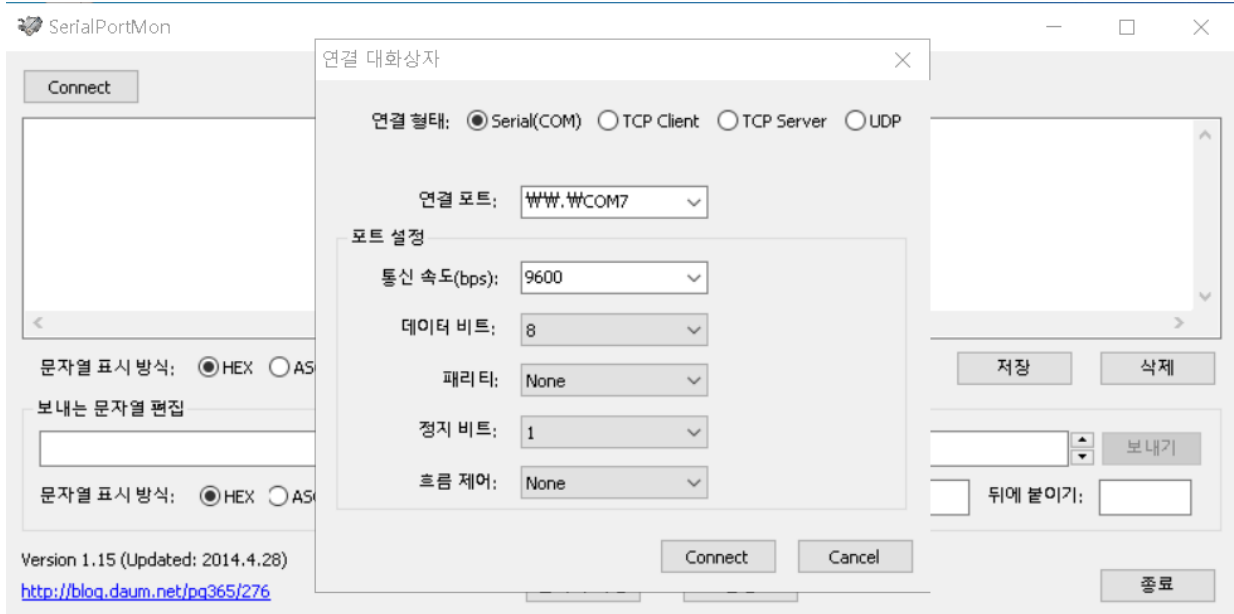 SerialPortMon
Connect
연결 대화상자
연결 형태: Serial(COM) TCP Client TCP Server UDP
연결 포트: ₩₩.₩COM7
포트 설정
통신 속도(bps): 9600
데이터 비트: 8
패리티: None
정지 비트: 1
흐름 제어: None
Connect Cancel
문자열 표시 방식: HEX
저장 삭제
보내는 문자열 편집
보내기
문자열 표시 방식: HEX
뒤에 붙이기:
Version 1.15 (Updated: 2014.4.28)
http://blog.daum.net/pg365/276
종료